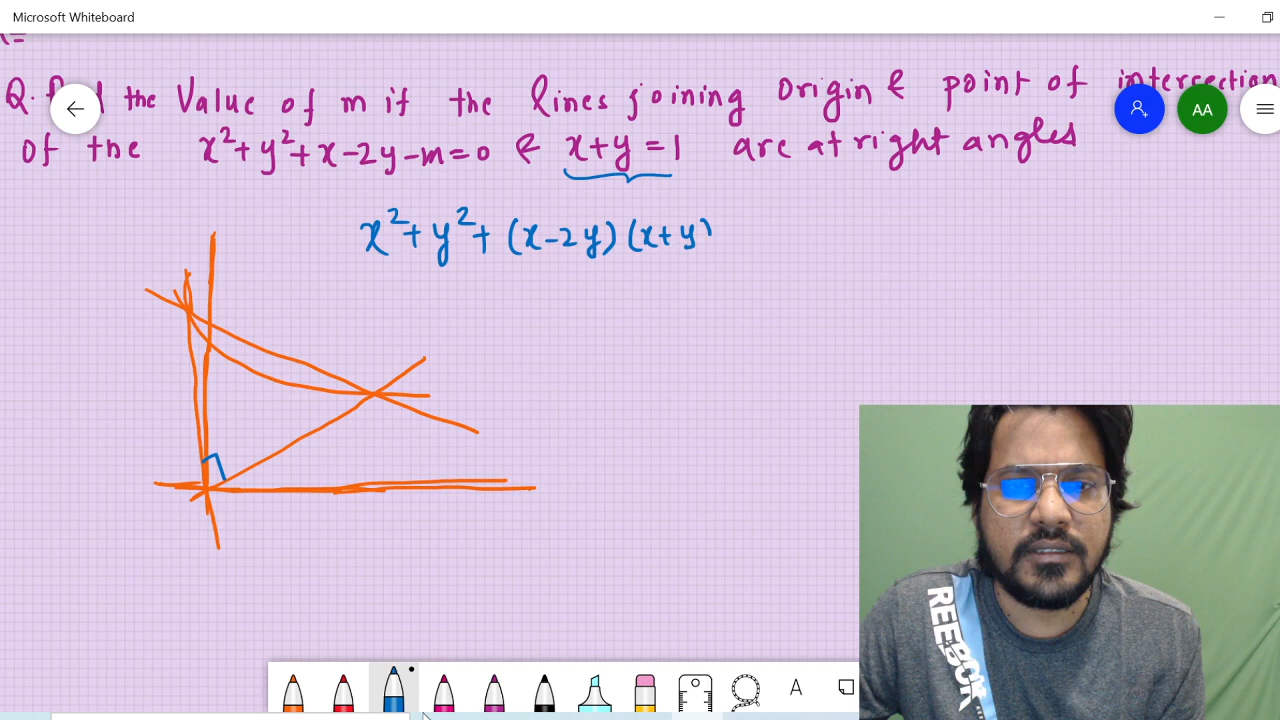 Microsoft Whiteboard
Q. the Value of m if the lines joining origin & point of intersection
of the x²+y²+x-2y-m=0 & x+y=1 are at right angles
x²+y²+(x-2y)(x+y)
AA
REEBOK
A